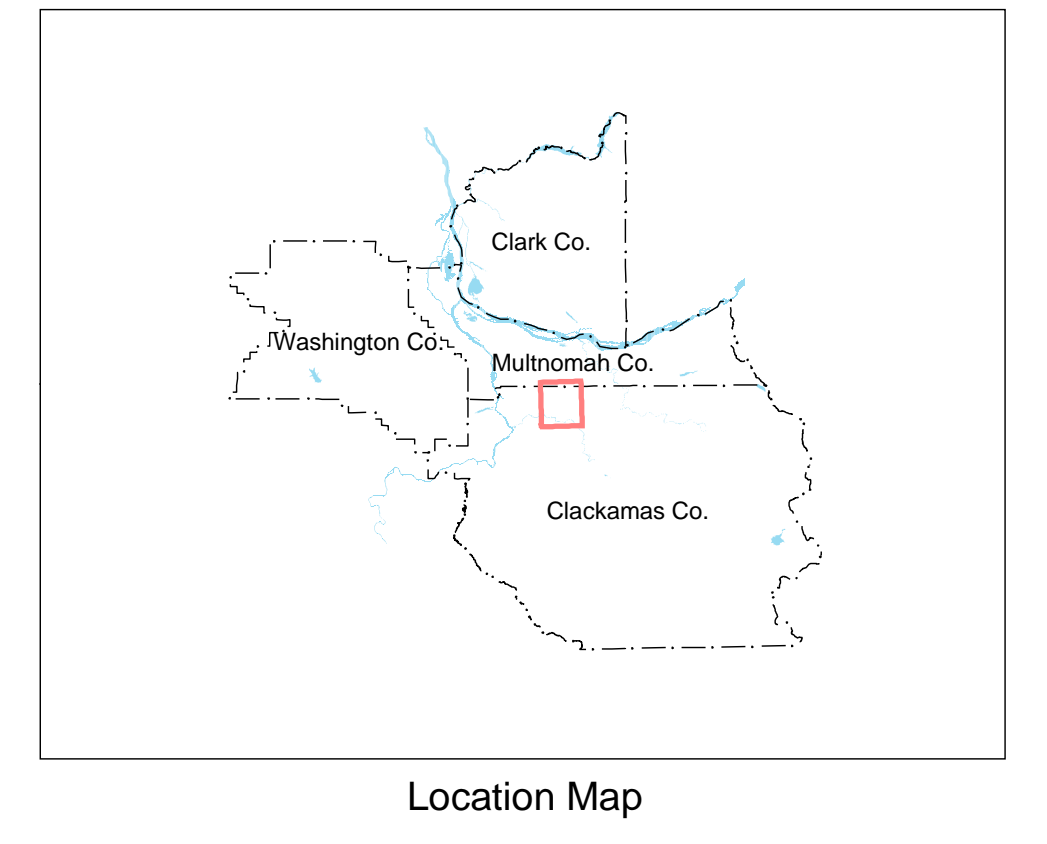 Clark Co.
Washington Co.
Multnomah Co.
Clackamas Co.
Location Map